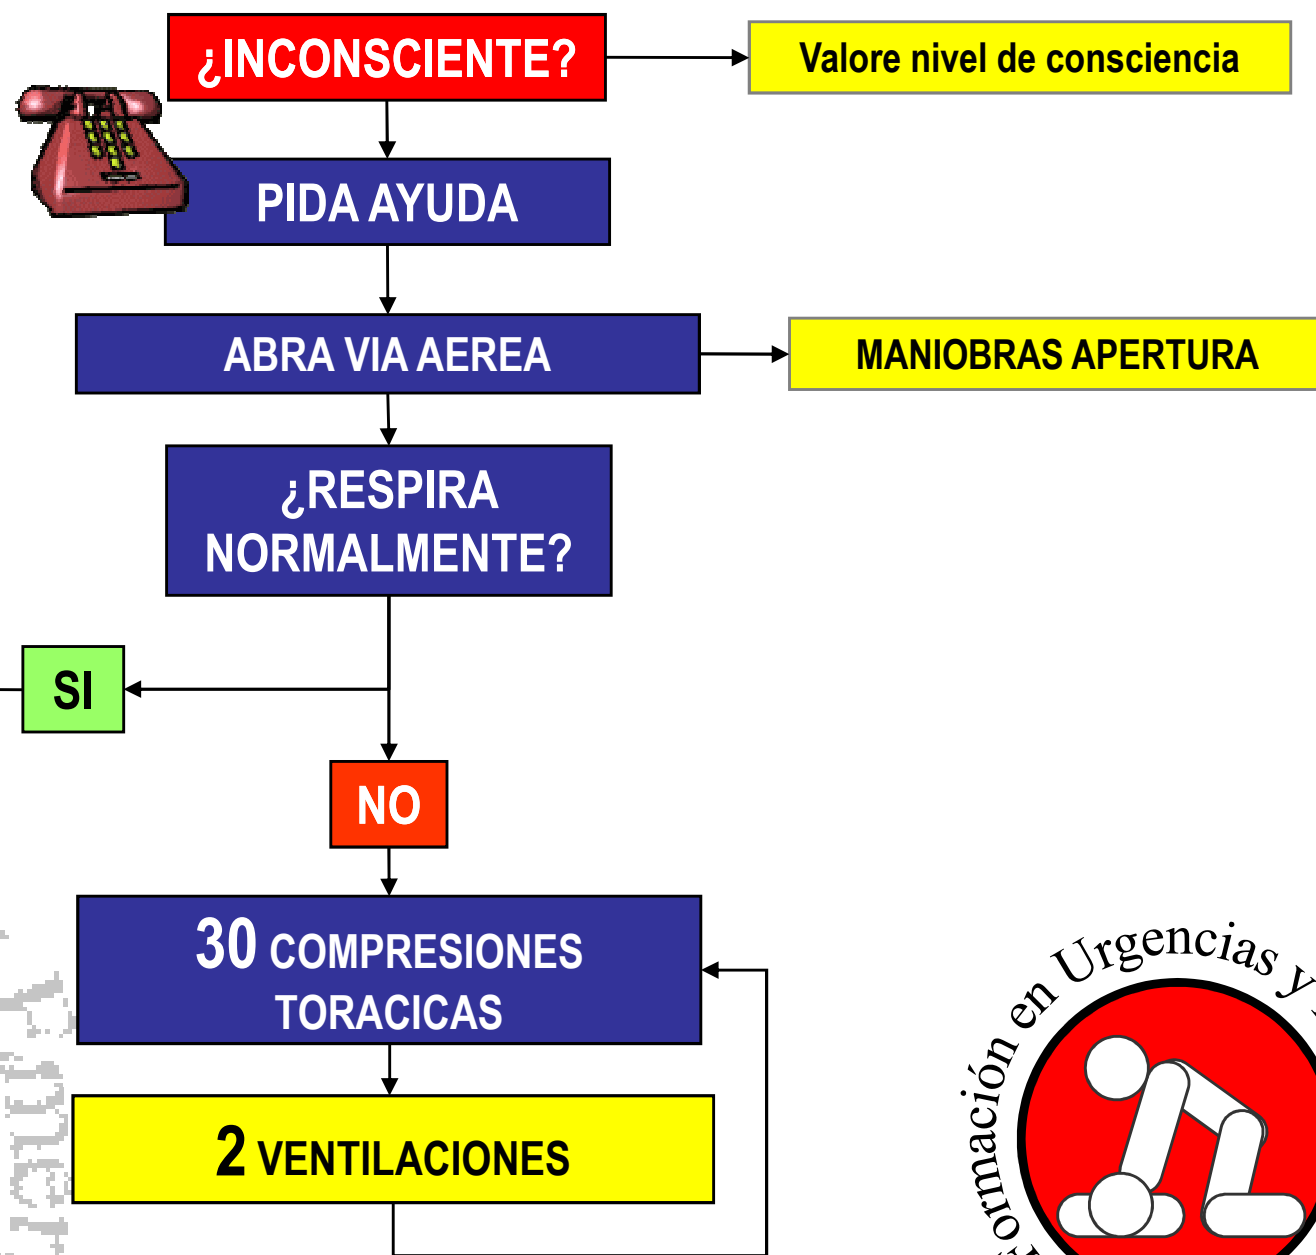 ¿INCONSCIENTE?
Valore nivel de consciencia
PIDA AYUDA
ABRA VIA AEREA
MANIOBRAS APERTURA
¿RESPIRA
NORMALMENTE?
SI
NO
30 COMPRESIONES
TORACICAS
2 VENTILACIONES
ormación en Urgencias y